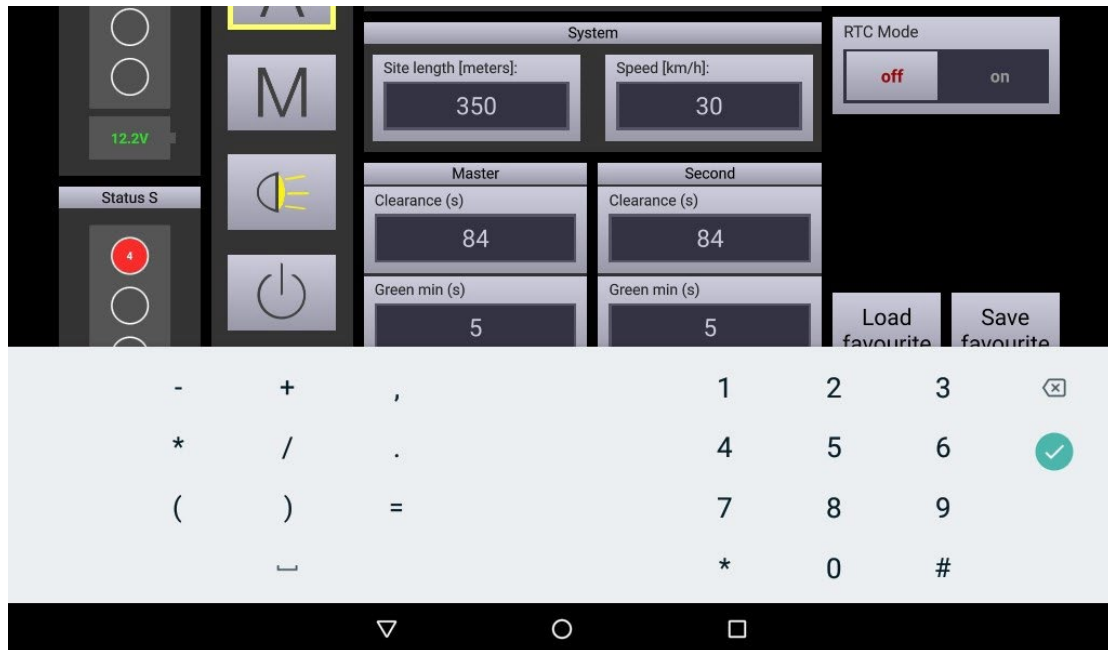 A
M
12.2V
Status S
4
System
Site length [meters]:
350
Speed [km/h]:
30
Master
Clearance (s)
84
Green min (s)
5
Second
Clearance (s)
84
Green min (s)
5
RTC Mode
off on
Load
favourite
Save
favourite
- + , 1 2 3
* / . 4 5 6
( ) = 7 8 9
* 0 #